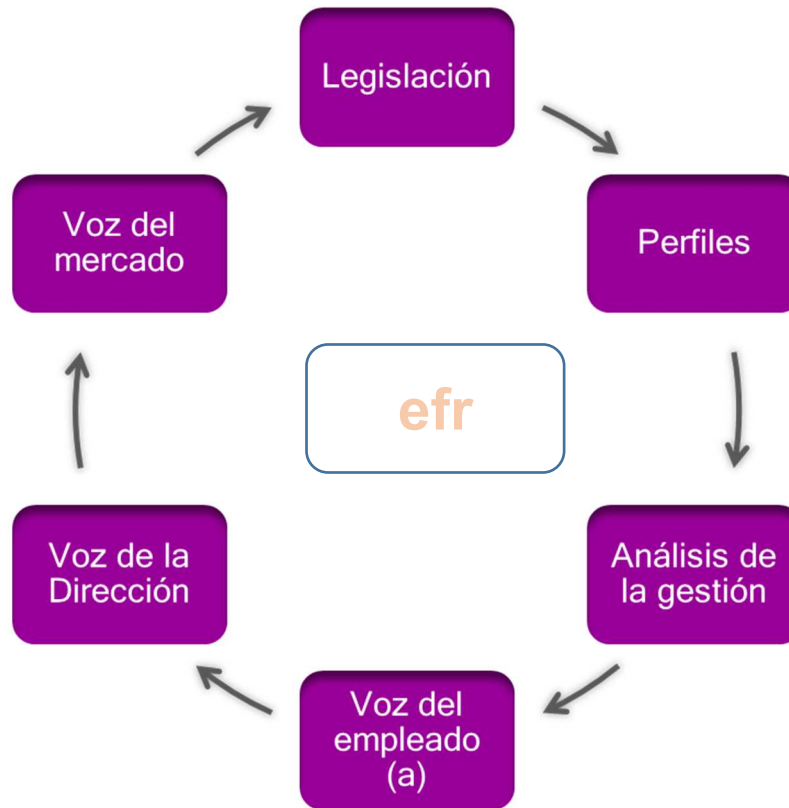 Legislación
Perfiles
Análisis de
la gestión
Voz del
empleado
(a)
Voz de la
Dirección
Voz del
mercado
efr